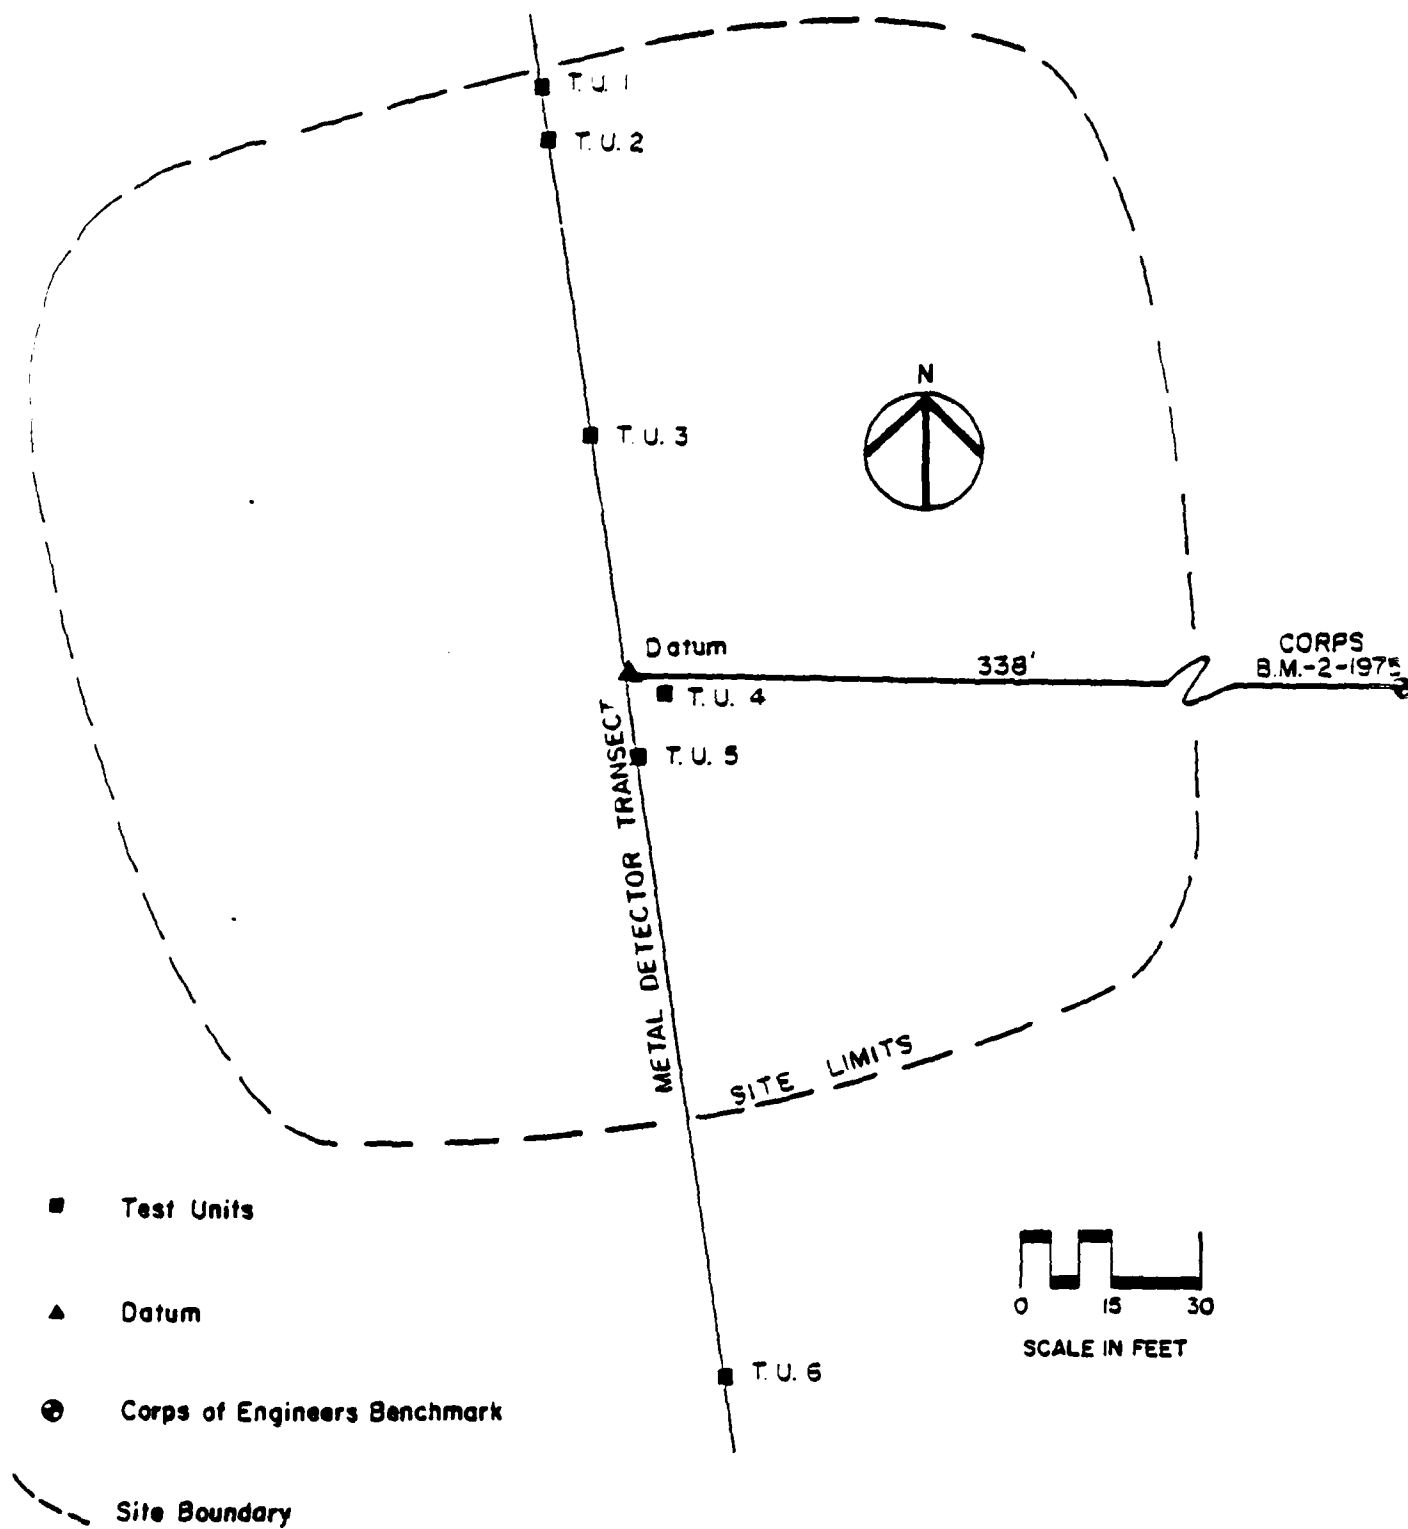 T. U. 1
T. U. 2
N
T. U. 3
Datum
338'
CORPS
B.M.-2-1975
T. U. 4
T. U. 5
METAL DETECTOR TRANSECT
SITE LIMITS
Test Units
Datum
0 15 30
SCALE IN FEET
T. U. 6
Corps of Engineers Benchmark
Site Boundary